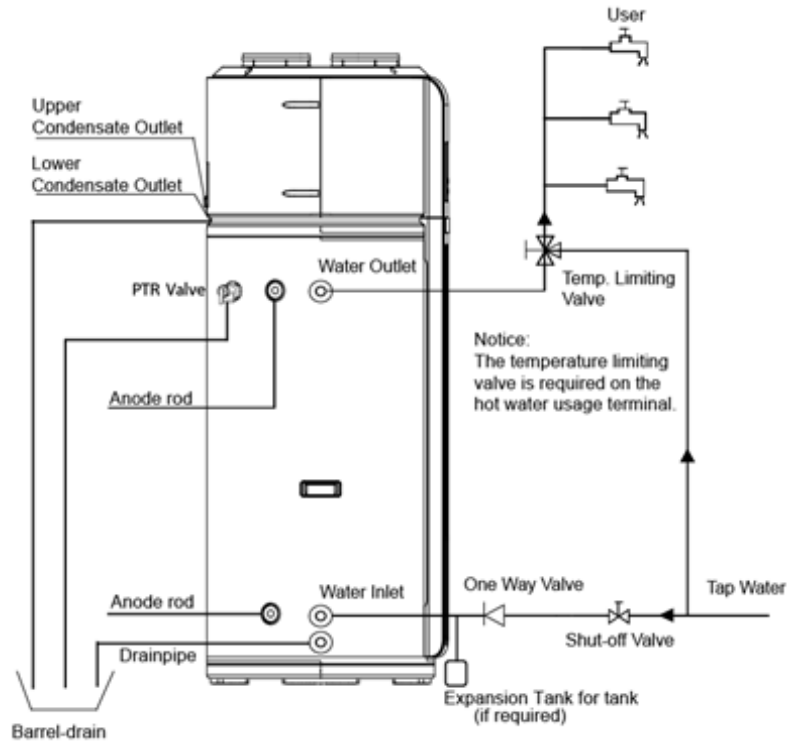 User
Upper
Condensate Outlet
Lower
Condensate Outlet
Water Outlet
PTR Valve
Temp. Limiting
Valve
Notice:
The temperature limiting
valve is required on the
hot water usage terminal.
Anode rod
Anode rod
Water Inlet
One Way Valve
Tap Water
Shut-off Valve
Drainpipe
Expansion Tank for tank
(if required)
Barrel-drain